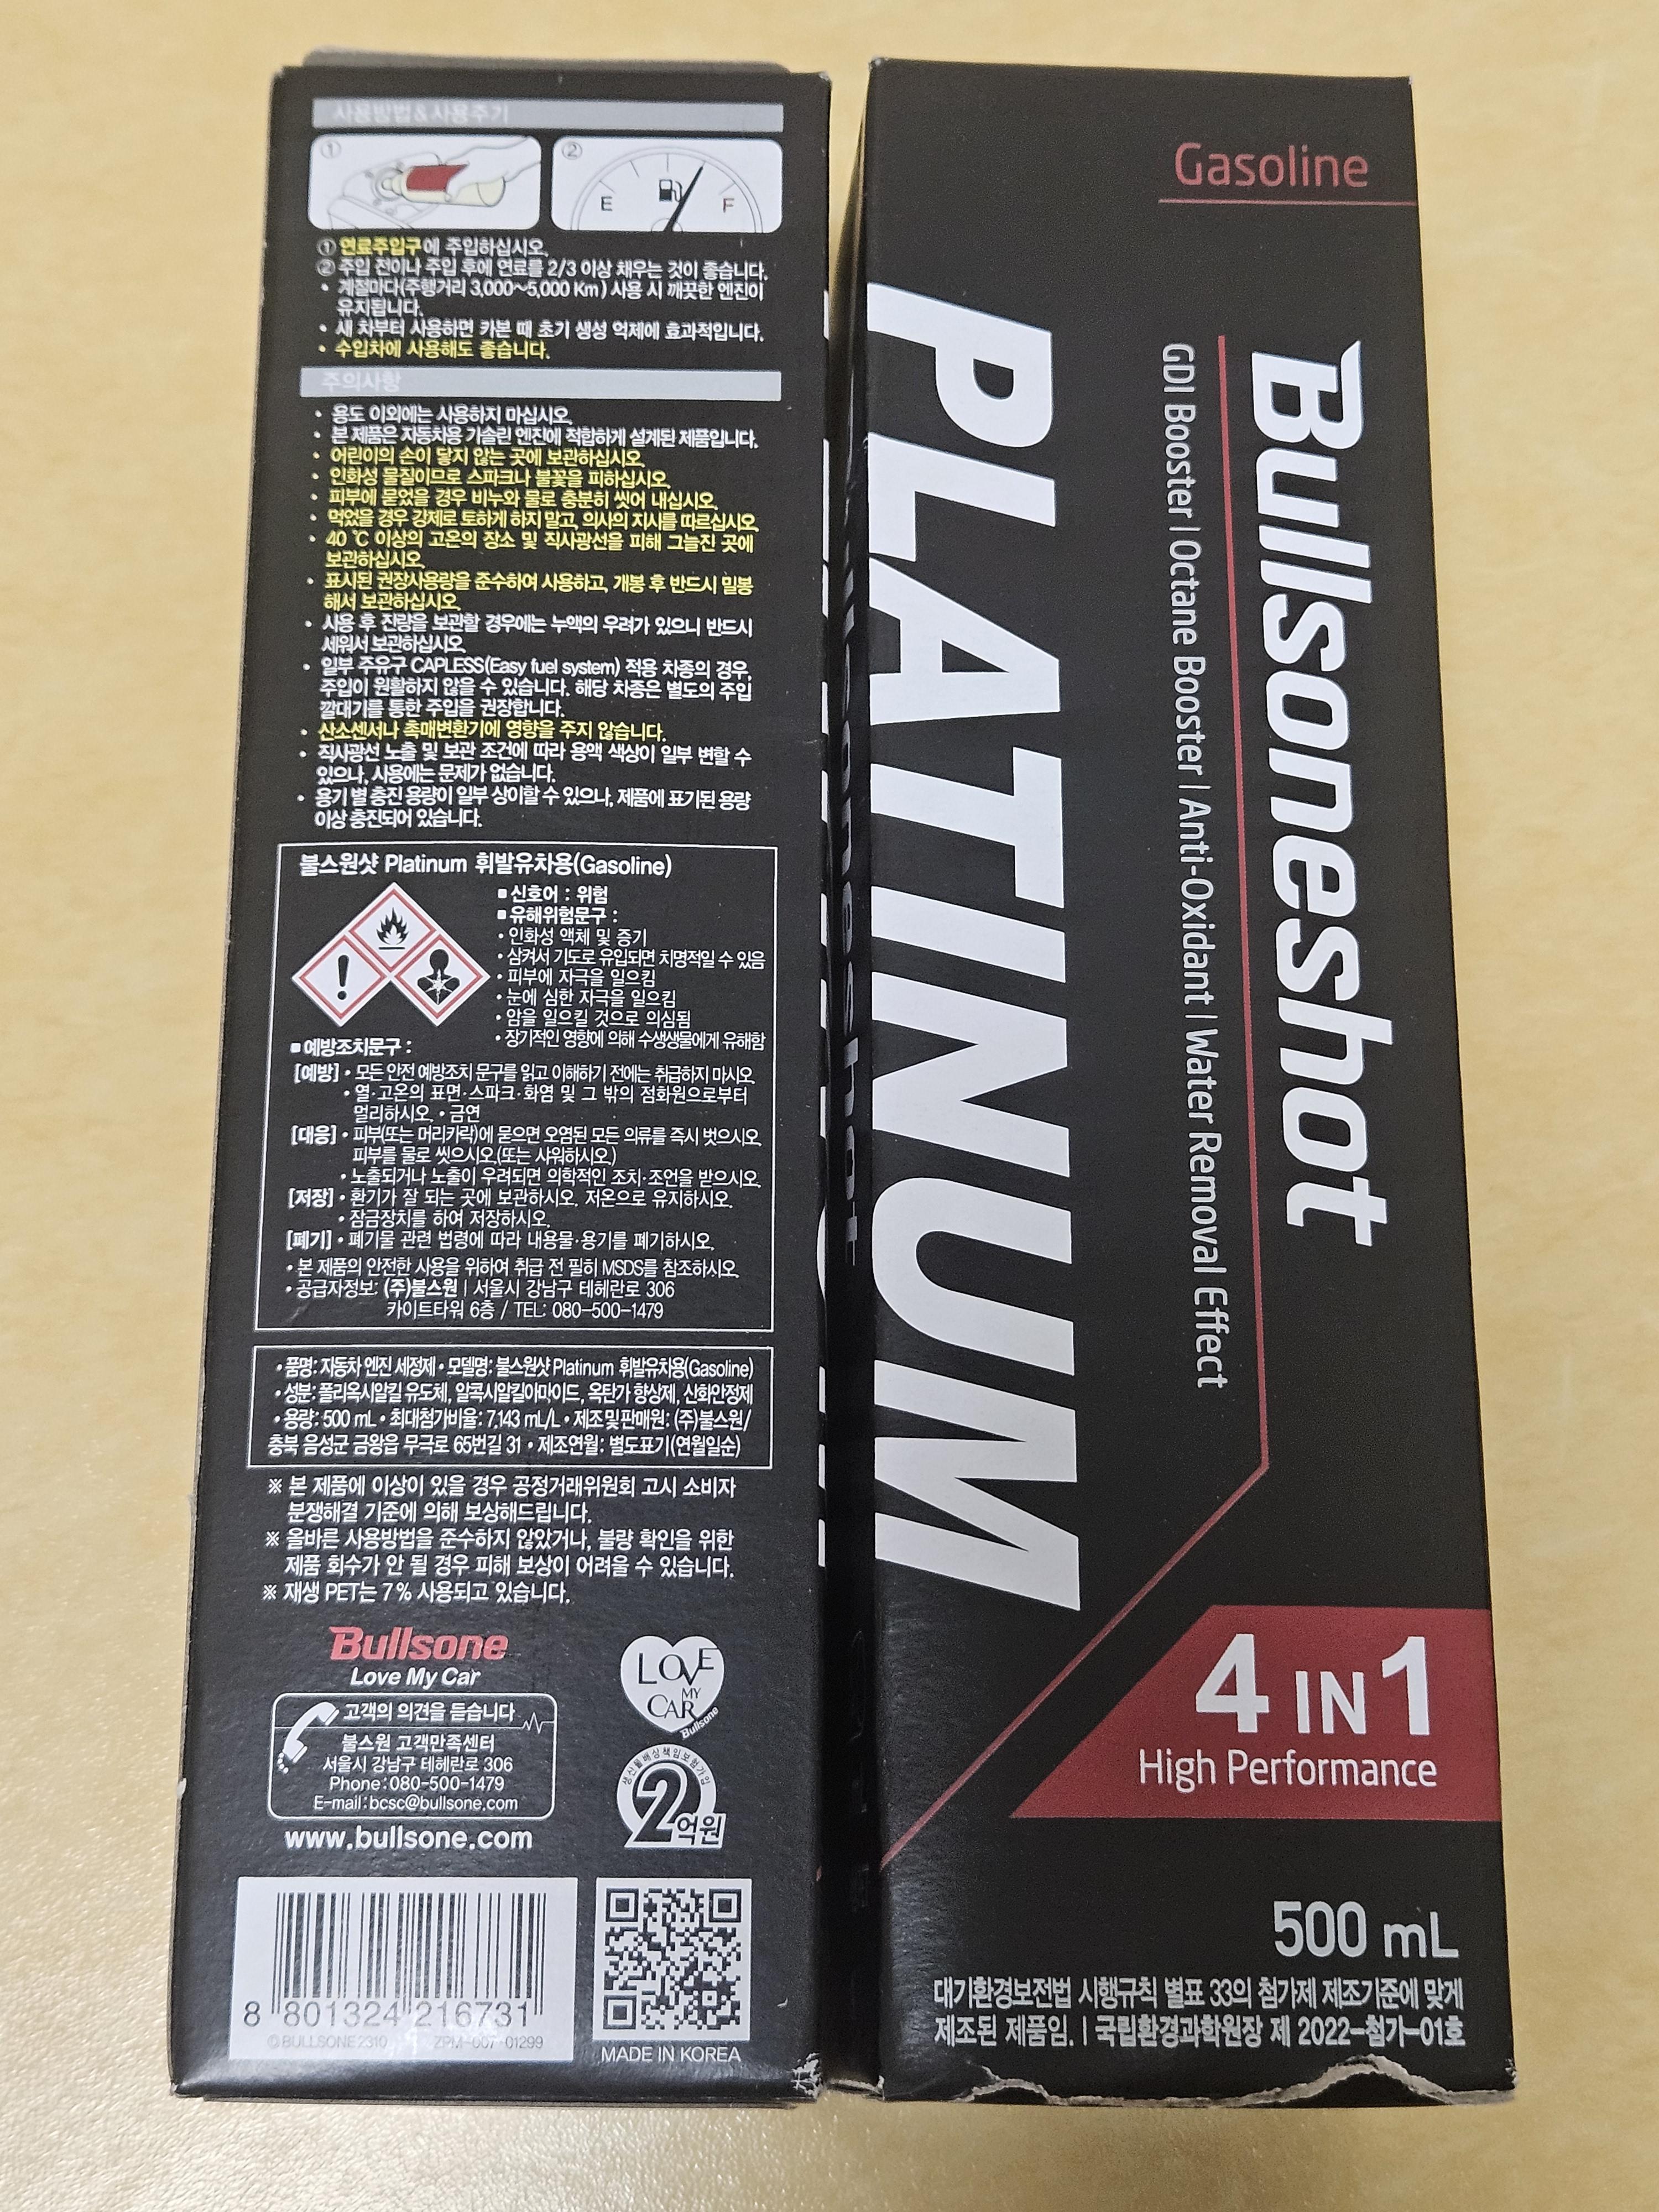 사용방법&사용주기
①
②
E
F
① 연료주입구에 주입하십시오.
② 주입 전이나 주입 후에 연료를 2/3 이상 채우는 것이 좋습니다.
• 계절마다(주행거리 3,000~5,000 Km) 사용 시 깨끗한 엔진이
유지됩니다.
• 새 차부터 사용하면 카본 때 초기 생성 억제에 효과적입니다.
• 수입차에 사용해도 좋습니다.
주의사항
• 용도 이외에는 사용하지 마십시오.
• 본 제품은 자동차용 가솔린 엔진에 적합하게 설계된 제품입니다.
• 어린이의 손이 닿지 않는 곳에 보관하십시오.
• 인화성 물질이므로 스파크나 불꽃을 피하십시오.
• 피부에 묻었을 경우 비누와 물로 충분히 씻어 내십시오.
• 먹었을 경우 강제로 토하게 하지 말고, 의사의 지시를 따르십시오.
• 40 ℃ 이상의 고온의 장소 및 직사광선을 피해 그늘진 곳에
보관하십시오.
• 표시된 권장사용량을 준수하여 사용하고, 개봉 후 반드시 밀봉
해서 보관하십시오.
• 사용 후 잔량을 보관할 경우에는 누액의 우려가 있으니 반드시
세워서 보관하십시오.
• 일부 주유구 CAPLESS(Easy fuel system) 적용 차종의 경우,
주입이 원활하지 않을 수 있습니다. 해당 차종은 별도의 주입
깔대기를 통한 주입을 권장합니다.
• 산소센서나 촉매변환기에 영향을 주지 않습니다.
• 직사광선 노출 및 보관 조건에 따라 용액 색상이 일부 변할 수
있으나, 사용에는 문제가 없습니다.
• 용기 별 충진 용량이 일부 상이할 수 있으나, 제품에 표기된 용량
이상 충진되어 있습니다.
불스원샷 Platinum 휘발유차용(Gasoline)
■ 신호어 : 위험
■ 유해위험문구 :
• 인화성 액체 및 증기
• 삼켜서 기도로 유입되면 치명적일 수 있음
• 피부에 자극을 일으킴
• 눈에 심한 자극을 일으킴
• 암을 일으킬 것으로 의심됨
• 장기적인 영향에 의해 수생생물에게 유해함
■ 예방조치문구 :
[예방] • 모든 안전 예방조치 문구를 읽고 이해하기 전에는 취급하지 마시오.
• 열·고온의 표면·스파크·화염 및 그 밖의 점화원으로부터
멀리하시오. • 금연
[대응] • 피부(또는 머리카락)에 묻으면 오염된 모든 의류를 즉시 벗으시오.
피부를 물로 씻으시오.(또는 샤워하시오.)
• 노출되거나 노출이 우려되면 의학적인 조치·조언을 받으시오.
[저장] • 환기가 잘 되는 곳에 보관하시오. 저온으로 유지하시오.
• 잠금장치를 하여 저장하시오.
[폐기] • 폐기물 관련 법령에 따라 내용물·용기를 폐기하시오.
• 본 제품의 안전한 사용을 위하여 취급 전 필히 MSDS를 참조하시오.
• 공급자정보: (주)불스원 | 서울시 강남구 테헤란로 306
카이트타워 6층 / TEL: 080-500-1479
• 품명: 자동차 엔진 세정제 • 모델명: 불스원샷 Platinum 휘발유차용(Gasoline)
• 성분: 폴리옥시알킬 유도체, 알콕시알킬아마이드, 옥탄가 향상제, 산화안정제
• 용량: 500 mL • 최대첨가비율: 7.143 mL/L • 제조 및 판매원: (주)불스원/
충북 음성군 금왕읍 무극로 65번길 31 • 제조연월: 별도표기(연월일순)
※ 본 제품에 이상이 있을 경우 공정거래위원회 고시 소비자
분쟁해결 기준에 의해 보상해드립니다.
※ 올바른 사용방법을 준수하지 않았거나, 불량 확인을 위한
제품 회수가 안 될 경우 피해 보상이 어려울 수 있습니다.
※ 재생 PET는 7 % 사용되고 있습니다.
Bullsone
Love My Car
고객의 의견을 듣습니다
불스원 고객만족센터
서울시 강남구 테헤란로 306
Phone:080-500-1479
E-mail:bcsc@bullsone.com
www.bullsone.com
LOVE
MY
CAR
Bullsone
생산물배상책임보험가입
2억원
8 801324 216731
©BULLSONE 2310 ZPM-007-01299
MADE IN KOREA
Gasoline
Bullsoneshot
GDI Booster | Octane Booster | Anti-Oxidant | Water Removal Effect
PLATINUM
4 IN 1
High Performance
500 mL
대기환경보전법 시행규칙 별표 33의 첨가제 제조기준에 맞게
제조된 제품임. | 국립환경과학원장 제 2022-첨가-01호